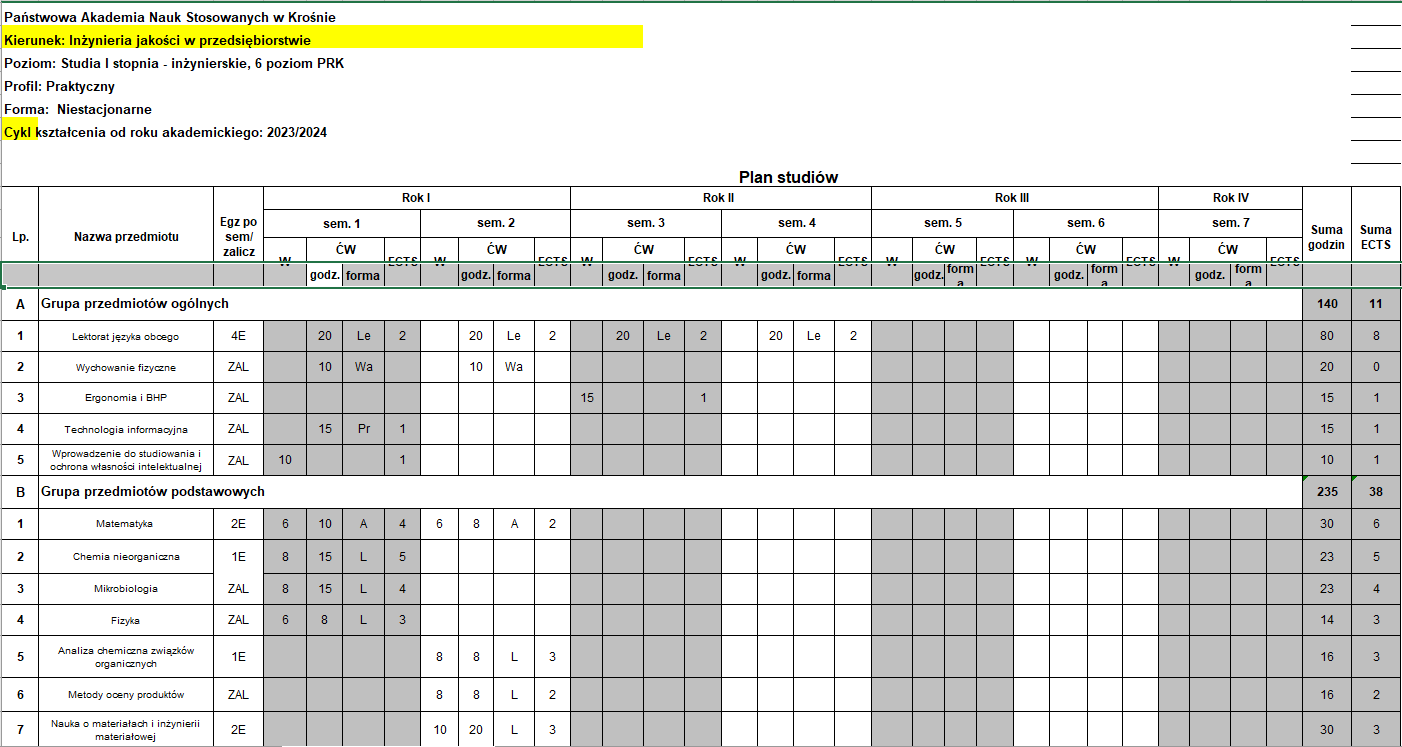 Państwowa Akademia Nauk Stosowanych w Krośnie
Kierunek: Inżynieria jakości w przedsiębiorstwie
Poziom: Studia I stopnia - inżynierskie, 6 poziom PRK
Profil: Praktyczny
Forma: Niestacjonarne
Cykl kształcenia od roku akademickiego: 2023/2024
Plan studiów
Lp. Nazwa przedmiotu Egz po sem/ zalicz Rok I Rok II Rok III Rok IV Suma godzin Suma ECTS
sem. 1 sem. 2 sem. 3 sem. 4 sem. 5 sem. 6 sem. 7
W ĆW ECTS W ĆW ECTS W ĆW ECTS W ĆW ECTS W ĆW ECTS W ĆW ECTS W ĆW ECTS
godz. forma godz. forma godz. forma godz. forma godz. forma godz. forma godz. forma
A Grupa przedmiotów ogólnych 140 11
1 Lektorat języka obcego 4E 20 Le 2 20 Le 2 20 Le 2 20 Le 2 80 8
2 Wychowanie fizyczne ZAL 10 Wa 10 Wa 20 0
3 Ergonomia i BHP ZAL 15 1 15 1
4 Technologia informacyjna ZAL 15 Pr 1 15 1
5 Wprowadzenie do studiowania i ochrona własności intelektualnej ZAL 10 1 10 1
B Grupa przedmiotów podstawowych 235 38
1 Matematyka 2E 6 10 A 4 6 8 A 2 30 6
2 Chemia nieorganiczna 1E 8 15 L 5 23 5
3 Mikrobiologia ZAL 8 15 L 4 23 4
4 Fizyka ZAL 6 8 L 3 14 3
5 Analiza chemiczna związków organicznych 1E 8 8 L 3 16 3
6 Metody oceny produktów ZAL 8 8 L 2 16 2
7 Nauka o materiałach i inżynierii materiałowej 2E 10 20 L 3 30 3